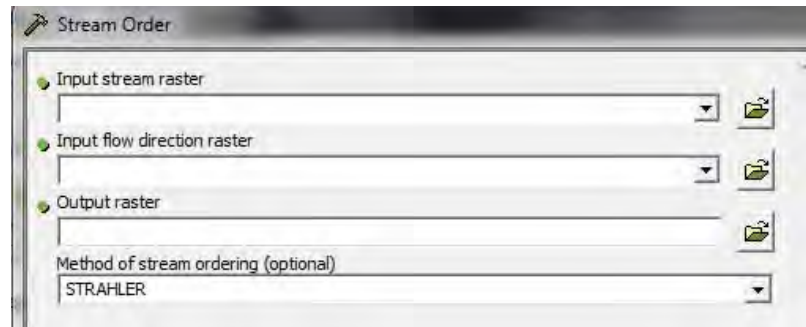 Stream Order
Input stream raster
Input flow direction raster
Output raster
Method of stream ordering (optional)
STRAHLER